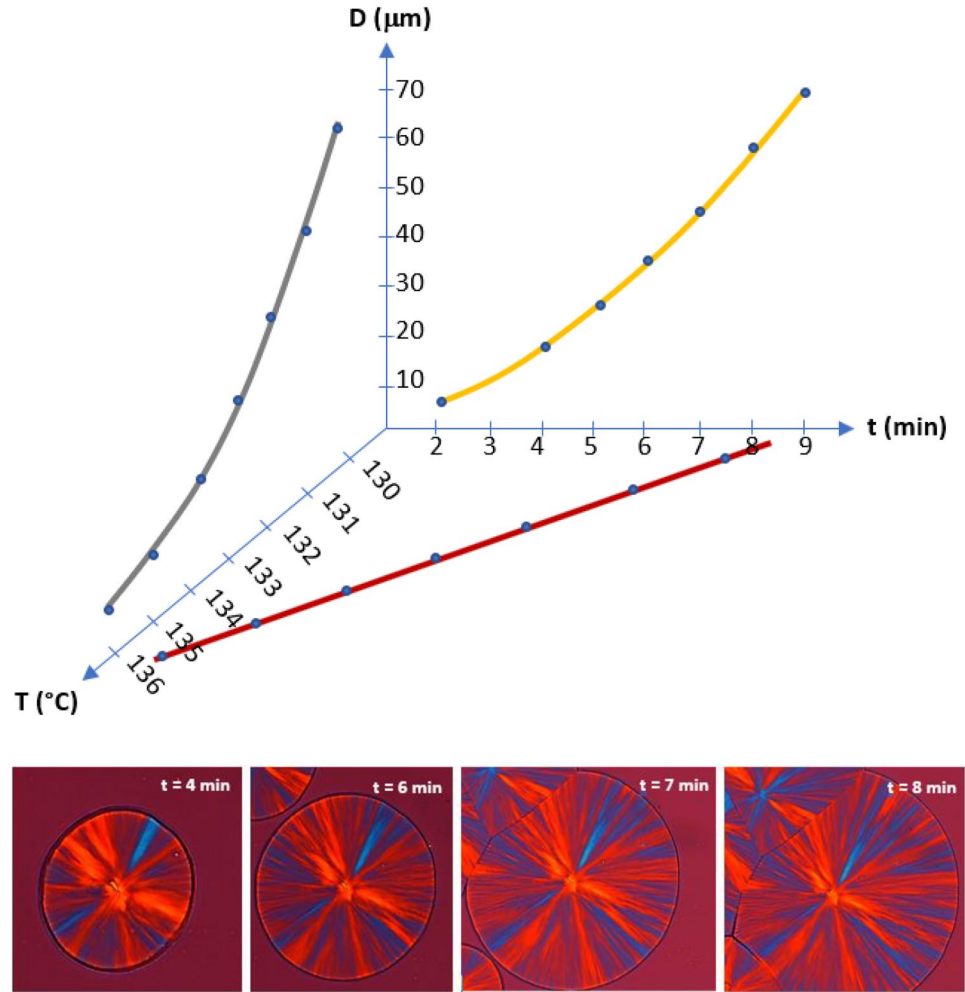 D (μm)
70
60
50
40
30
20
10
2 3 4 5 6 7 8 9
t (min)
130
131
132
133
134
135
136
T (°C)
t = 4 min
t = 6 min
t = 7 min
t = 8 min